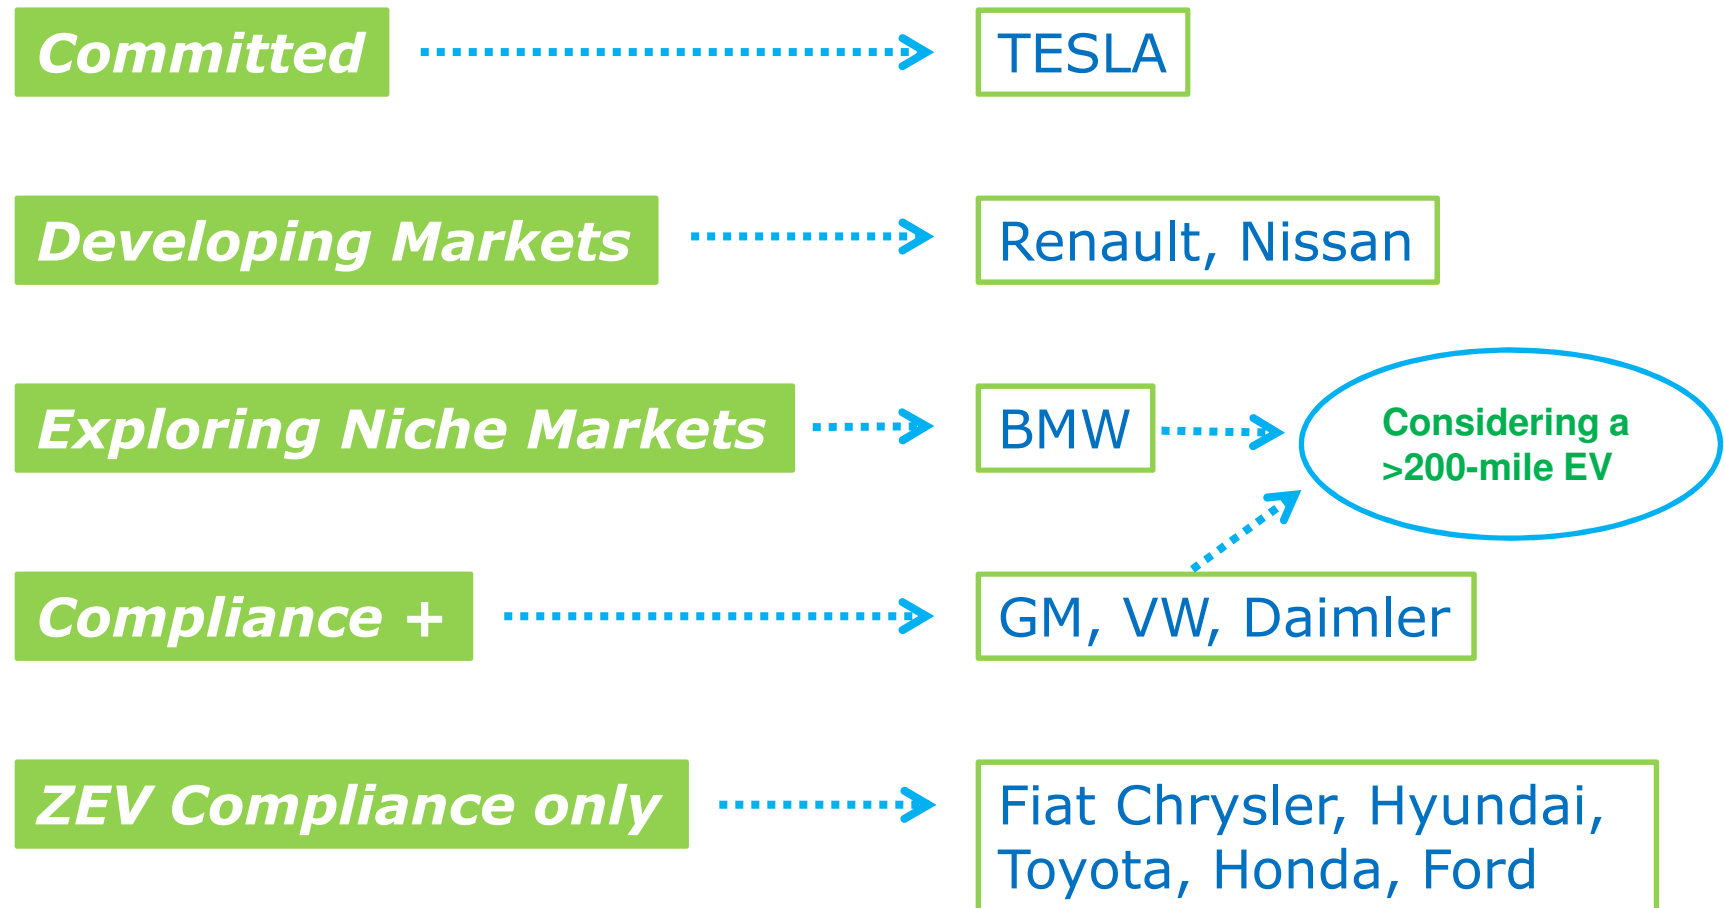 Committed
TESLA
Developing Markets
Renault, Nissan
Exploring Niche Markets
BMW
Considering a
>200-mile EV
Compliance +
GM, VW, Daimler
ZEV Compliance only
Fiat Chrysler, Hyundai,
Toyota, Honda, Ford